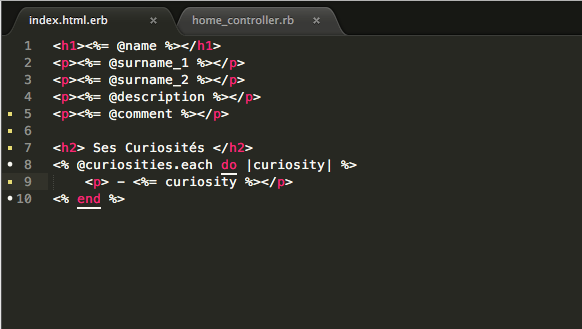 index.html.erb × home_controller.rb ×
1 <h1><%= @name %></h1>
2 <p><%= @surname_1 %></p>
3 <p><%= @surname_2 %></p>
4 <p><%= @description %></p>
5 <p><%= @comment %></p>
6
7 <h2> Ses Curiosités </h2>
8 <% @curiosities.each do |curiosity| %>
9     <p> - <%= curiosity %></p>
10 <% end %>